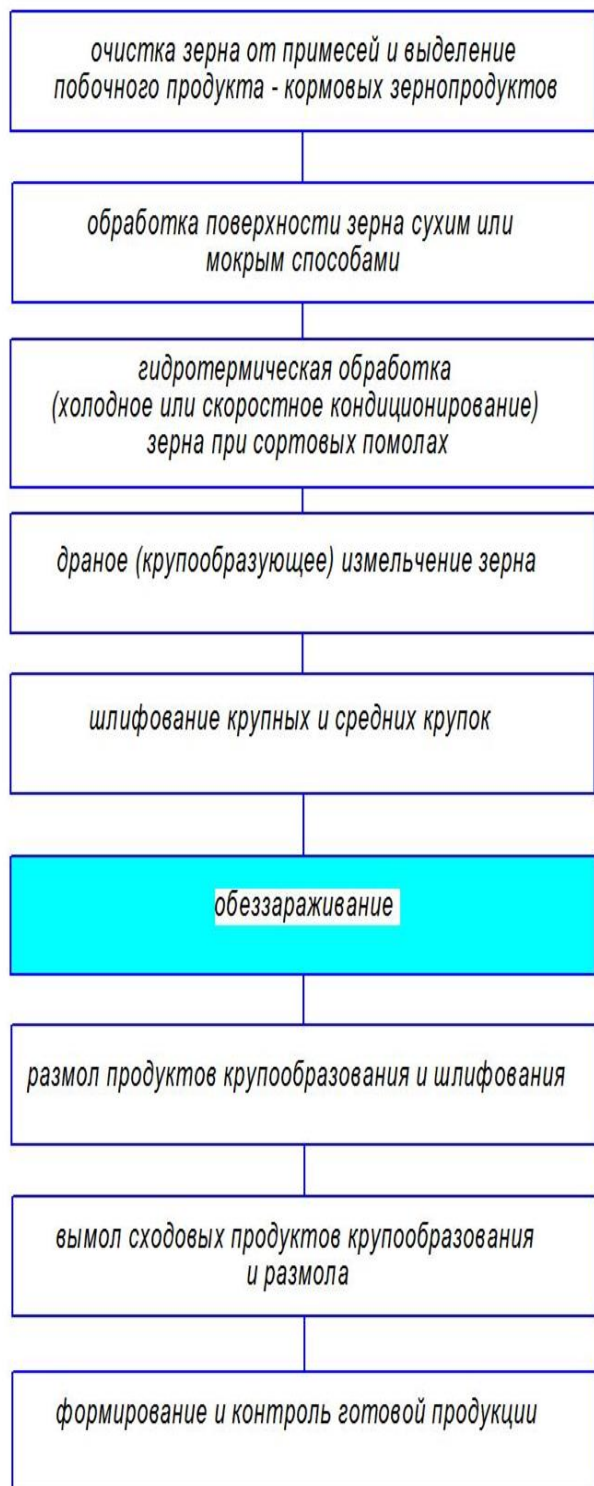 очистка зерна от примесей и выделение
побочного продукта - кормовых зернопродуктов
обработка поверхности зерна сухим или
мокрым способами
гидротермическая обработка
(холодное или скоростное кондиционирование)
зерна при сортовых помолах
драное (крупообразующее) измельчение зерна
шлифование крупных и средних крупок
обеззараживание
размол продуктов крупообразования и шлифования
вымол сходовых продуктов крупообразования
и размола
формирование и контроль готовой продукции